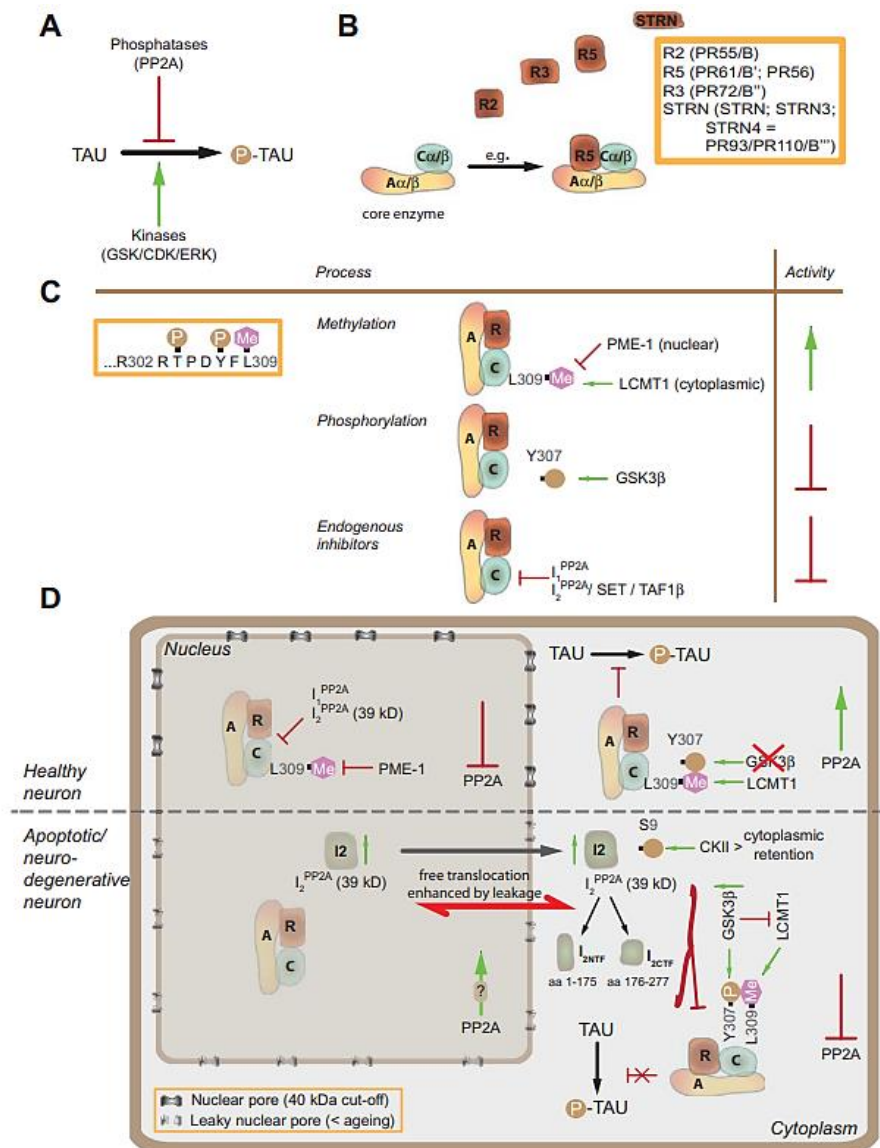 A
Phosphatases
(PP2A)
TAU
P-TAU
Kinases
(GSK/CDK/ERK)
B
STRN
R5
R3
R2
R2 (PR55/B)
R5 (PR61/B'; PR56)
R3 (PR72/B")
STRN (STRN; STRN3;
STRN4 =
PR93/PR110/B"')
Cα/β
Aα/β
core enzyme
e.g.
R5 Cα/β
Aα/β
C
Process
Activity
P P Me
...R302 R T P D Y F L309
Methylation
A R
C
L309 Me
PME-1 (nuclear)
LCMT1 (cytoplasmic)
Phosphorylation
A R
C
Y307
GSK3β
Endogenous
inhibitors
A R
C
I₁ᴾᴾ²ᴬ
I₂ᴾᴾ²ᴬ/ SET / TAF1β
D
Healthy
neuron
Apoptotic/
neuro-
degenerative
neuron
Nucleus
A R
C
I₁ᴾᴾ²ᴬ
I₂ᴾᴾ²ᴬ (39 kD)
L309 Me
PME-1
PP2A
TAU
P-TAU
A R
C
Y307
GSK3β
L309 Me
LCMT1
PP2A
I2
I₂ᴾᴾ²ᴬ (39 kD)
free translocation
enhanced by leakage
A R
C
?
PP2A
I2
I₂ᴾᴾ²ᴬ (39 kD)
S9
CKII >
cytoplasmic
retention
I2NTF
aa 1-175
I2CTF
aa 176-277
GSK3β
LCMT1
P Me
Y307
L309
R C
A
TAU
P-TAU
PP2A
Nuclear pore (40 kDa cut-off)
Leaky nuclear pore (< ageing)
Cytoplasm